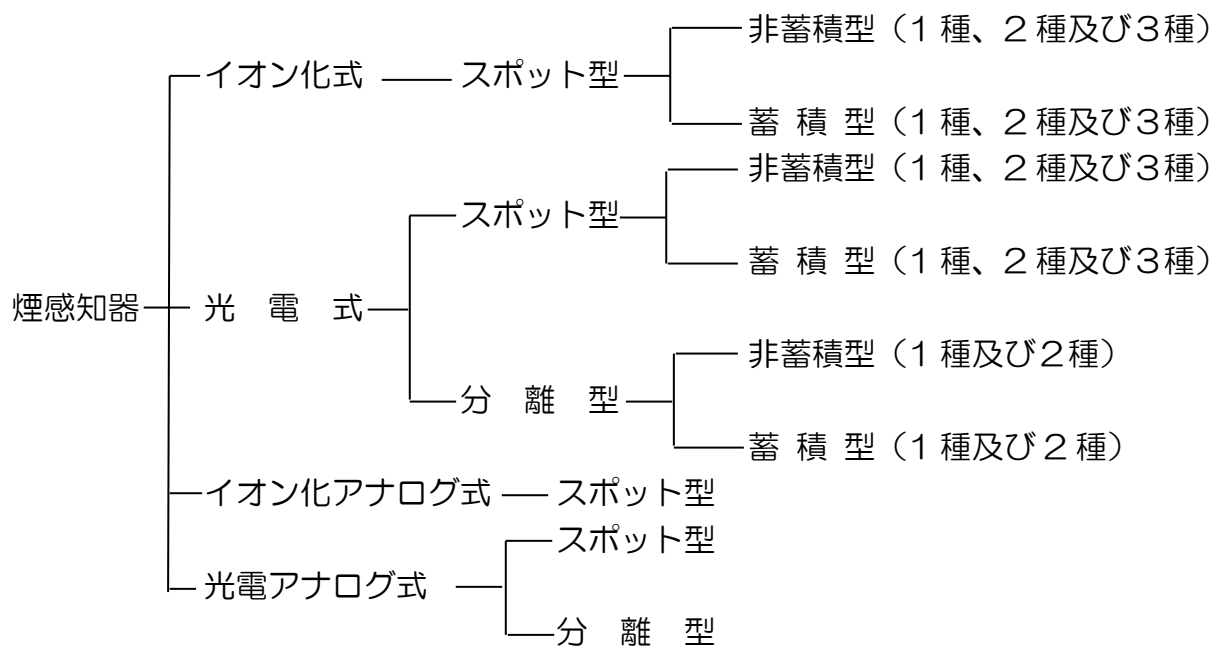 非蓄積型（１種、２種及び３種）
イオン化式 スポット型
蓄 積 型（１種、２種及び３種）
非蓄積型（１種、２種及び３種）
スポット型
蓄 積 型（１種、２種及び３種）
煙感知器 光 電 式
非蓄積型（１種及び２種）
分 離 型
蓄 積 型（１種及び２種）
イオン化アナログ式 スポット型
スポット型
光電アナログ式
分 離 型